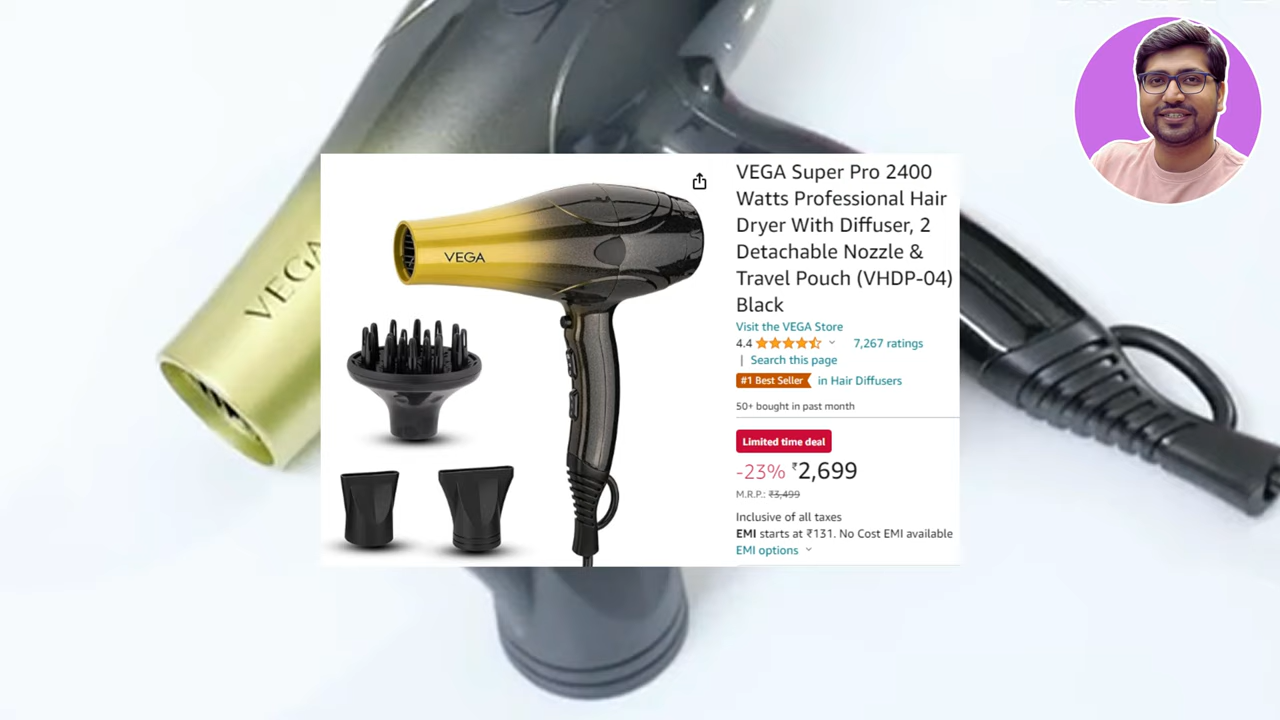 VEGA
VEGA
VEGA Super Pro 2400
Watts Professional Hair
Dryer With Diffuser, 2
Detachable Nozzle &
Travel Pouch (VHDP-04)
Black
Visit the VEGA Store
4.4 7,267 ratings
| Search this page
#1 Best Seller in Hair Diffusers
50+ bought in past month
Limited time deal
-23% ₹2,699
M.R.P.: ₹3,499
Inclusive of all taxes
EMI starts at ₹131. No Cost EMI available
EMI options